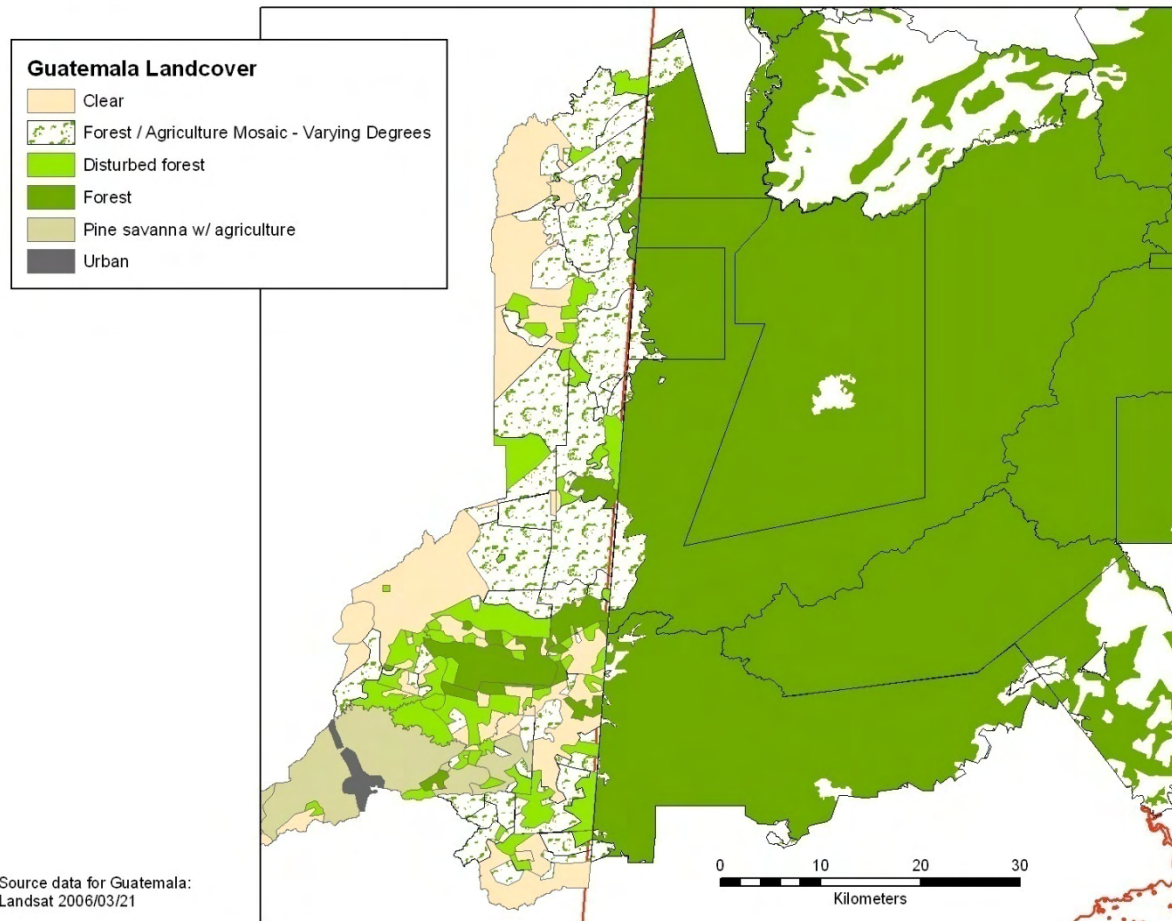 Guatemala Landcover
Clear
Forest / Agriculture Mosaic - Varying Degrees
Disturbed forest
Forest
Pine savanna w/ agriculture
Urban
0 10 20 30
Kilometers
Source data for Guatemala:
Landsat 2006/03/21